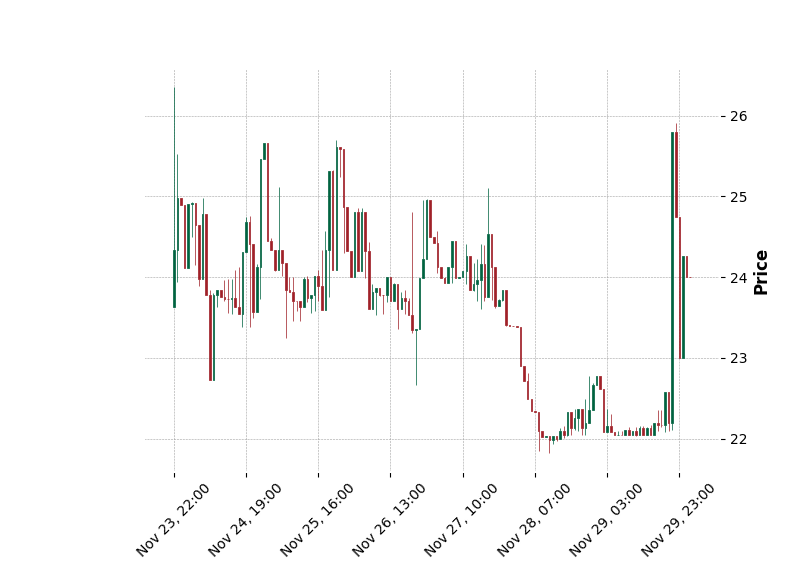 26
25
24
23
22
Price
Nov 23, 22:00
Nov 24, 19:00
Nov 25, 16:00
Nov 26, 13:00
Nov 27, 10:00
Nov 28, 07:00
Nov 29, 03:00
Nov 29, 23:00